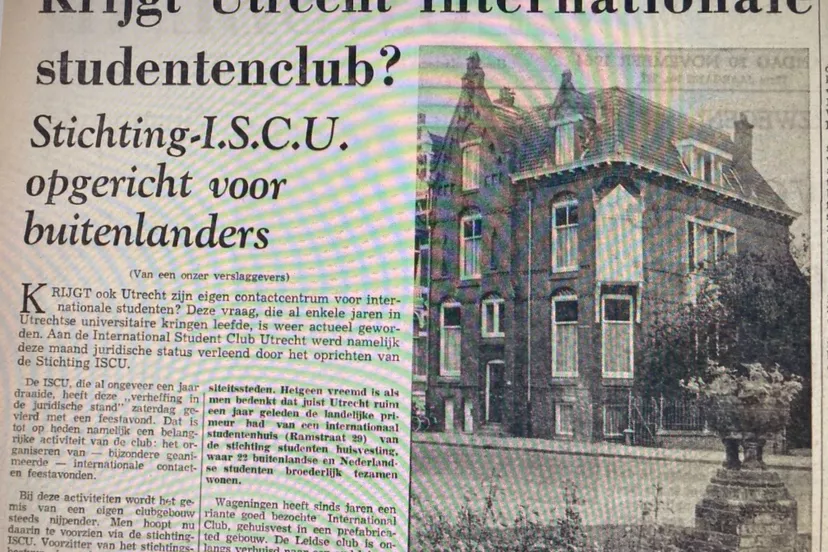 Krijgt Utrecht internationale
studentenclub?
Stichting-I.S.C.U.
opgericht voor
buitenlanders
(Van een onzer verslaggevers)
KRIJGT ook Utrecht zijn eigen contactcentrum voor inter-
nationale studenten? Deze vraag, die al enkele jaren in
Utrechtse universitaire kringen leefde, is weer actueel gewor-
den. Aan de International Student Club Utrecht werd namelijk
deze maand juridische status verleend door het oprichten van
de Stichting ISCU.
De ISCU, die al ongeveer een jaar
draaide, heeft deze „verheffing in
de juridische stand” zaterdag ge-
vierd met een feestavond. Dat is
tot op heden namelijk een belang-
rijke activiteit van de club: het or-
ganiseren van — bijzondere geani-
meerde — internationale contact-
en feestavonden.
Bij deze activiteiten wordt het ge-
mis van een eigen clubgebouw
steeds nijpender. Men hoopt nu
daarin te voorzien via de stichting-
ISCU. Voorzitter van het stichtings-
siteitssteden. Hetgeen vreemd is als
men bedenkt dat juist Utrecht ruim
een jaar geleden de landelijke pri-
meur had van een internationaal
studentenhuis (Ramstraat 29) van
de stichting studenten huisvesting,
waar 22 buitenlandse en Nederland-
se studenten broederlijk tezamen
wonen.
Wageningen heeft sinds jaren een
riante goed bezochte International
Club, gehuisvest in een prefabrica-
ted gebouw. De Leidse club is on-
langs verhuisd naar een